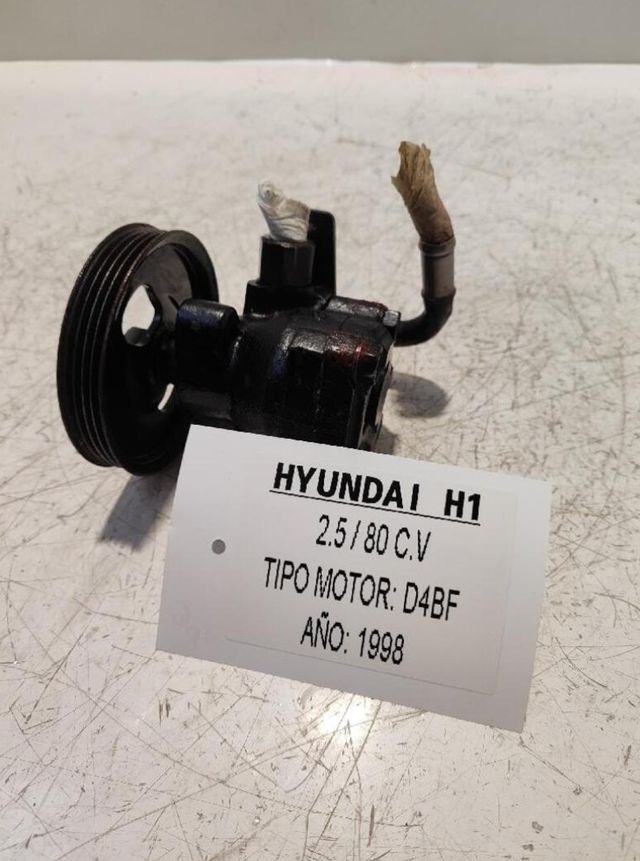 HYUNDAI H1
2.5 / 80 C.V
TIPO MOTOR: D4BF
AÑO: 1998